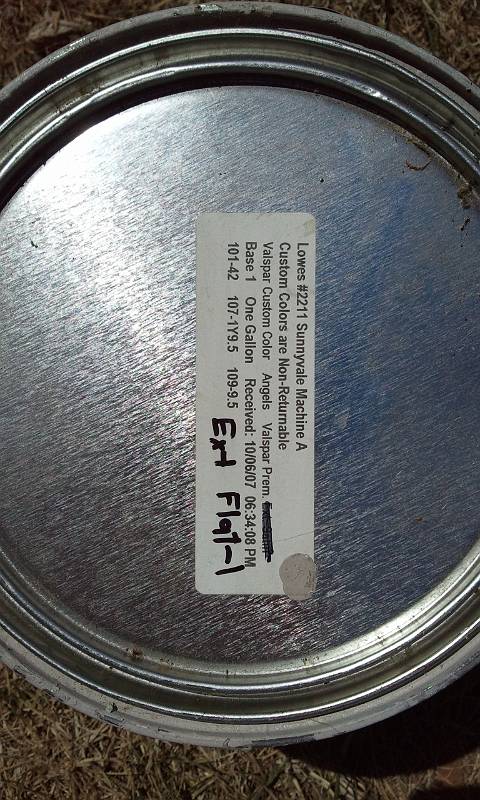 Lowes #2211 Sunnyvale Machine A
Custom Colors are Non-Returnable
Valspar Custom Color Angels Valspar Prem.
Base 1 One Gallon Received: 10/06/07 06:34:08 PM
101-42 107-1Y9.5 109-9.5
Ext Flat-1